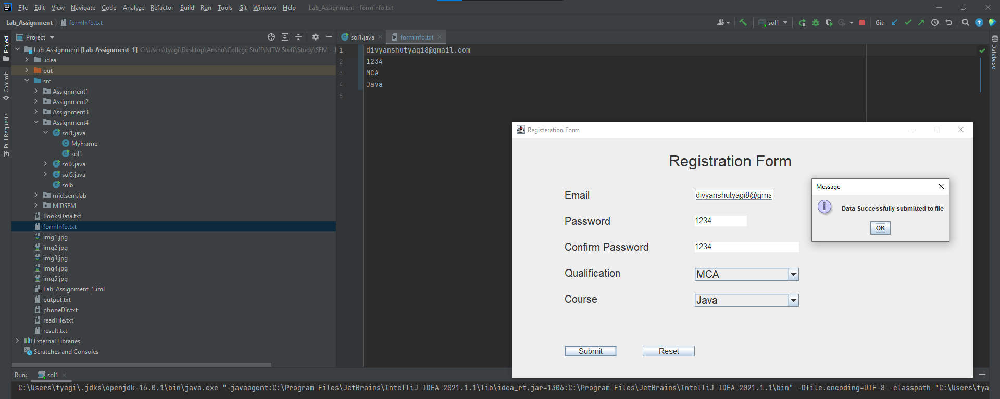 File Edit View Navigate Code Analyze Refactor Build Run Tools Git Window Help Lab_Assignment - formInfo.txt
Lab_Assignment formInfo.txt sol1 Git:
Project sol1.java formInfo.txt
Project
Commit
Pull Requests
Database
Lab_Assignment [Lab_Assignment_1] C:\Users\tyagi\Desktop\Anshu\College Stuff\NITW Stuff\Study\SEM -
.idea
out
src
Assignment1
Assignment2
Assignment3
Assignment4
sol1.java
MyFrame
sol1
sol2.java
sol5.java
sol6
mid.sem.lab
MIDSEM
BooksData.txt
formInfo.txt
img1.jpg
img2.jpg
img3.jpg
img4.jpg
img5.jpg
Lab_Assignment_1.iml
output.txt
phoneDir.txt
readFile.txt
result.txt
External Libraries
Scratches and Consoles
1 divyanshutyagi8@gmail.com
2 1234
3 MCA
4 Java
5
Registeration Form
Registration Form
Email divyanshutyagi8@gma
Password 1234
Confirm Password 1234
Qualification MCA
Course Java
Submit Reset
Message
Data Successfully submitted to file
OK
Run: sol1
C:\Users\tyagi\.jdks\openjdk-16.0.1\bin\java.exe "-javaagent:C:\Program Files\JetBrains\IntelliJ IDEA 2021.1.1\lib\idea_rt.jar=1306:C:\Program Files\JetBrains\IntelliJ IDEA 2021.1.1\bin" -Dfile.encoding=UTF-8 -classpath "C:\Users\tya